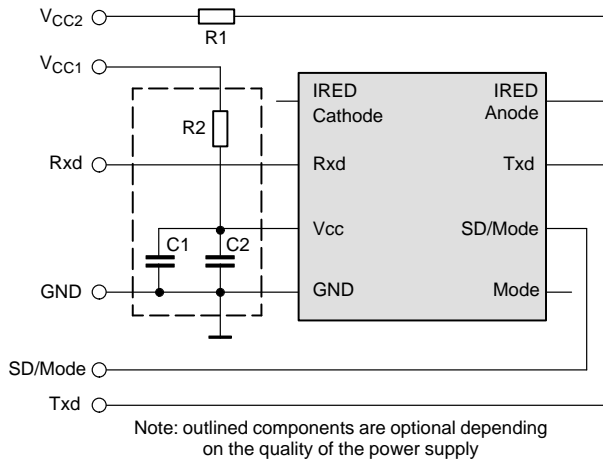 VCC2
R1
VCC1
IRED Cathode
IRED Anode
R2
Rxd
Rxd
Txd
Vcc
SD/Mode
C1
C2
GND
GND
Mode
SD/Mode
Txd
Note: outlined components are optional depending
on the quality of the power supply